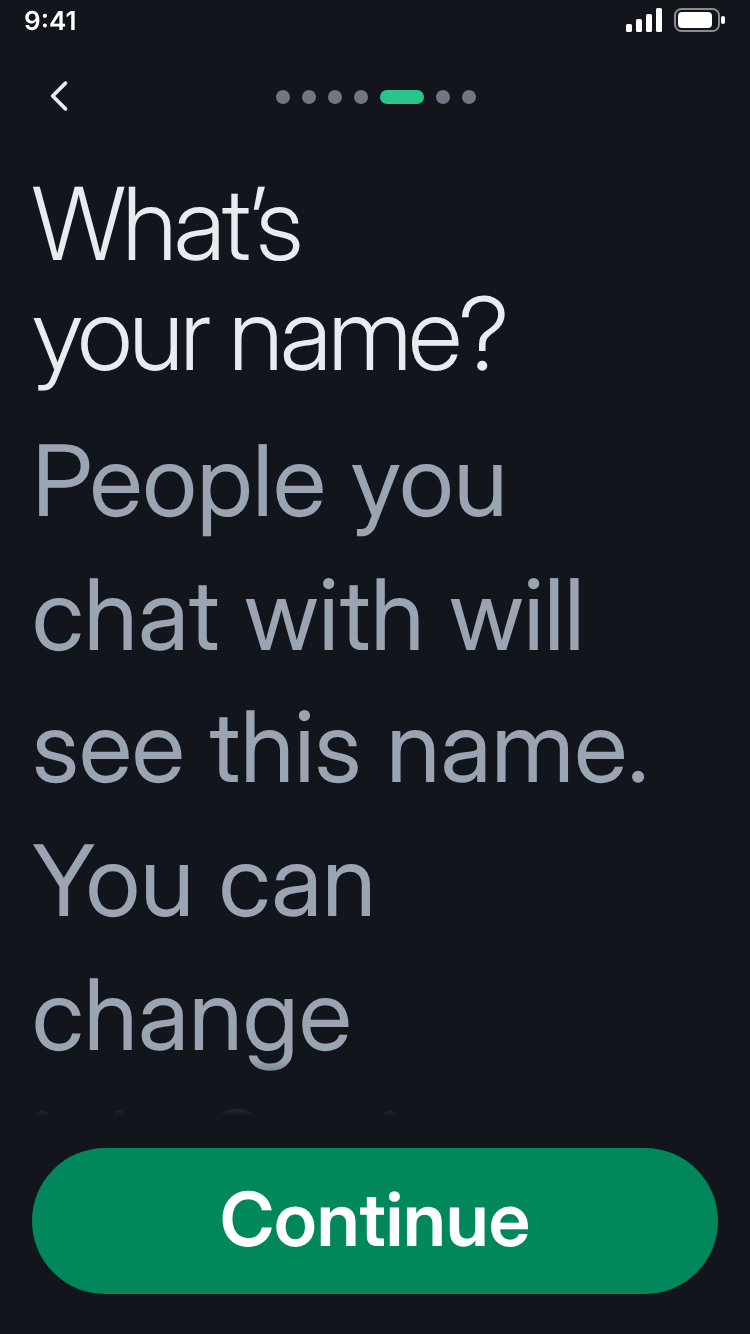 9:41
What’s
your name?
People you
chat with will
see this name.
You can
change
Continue